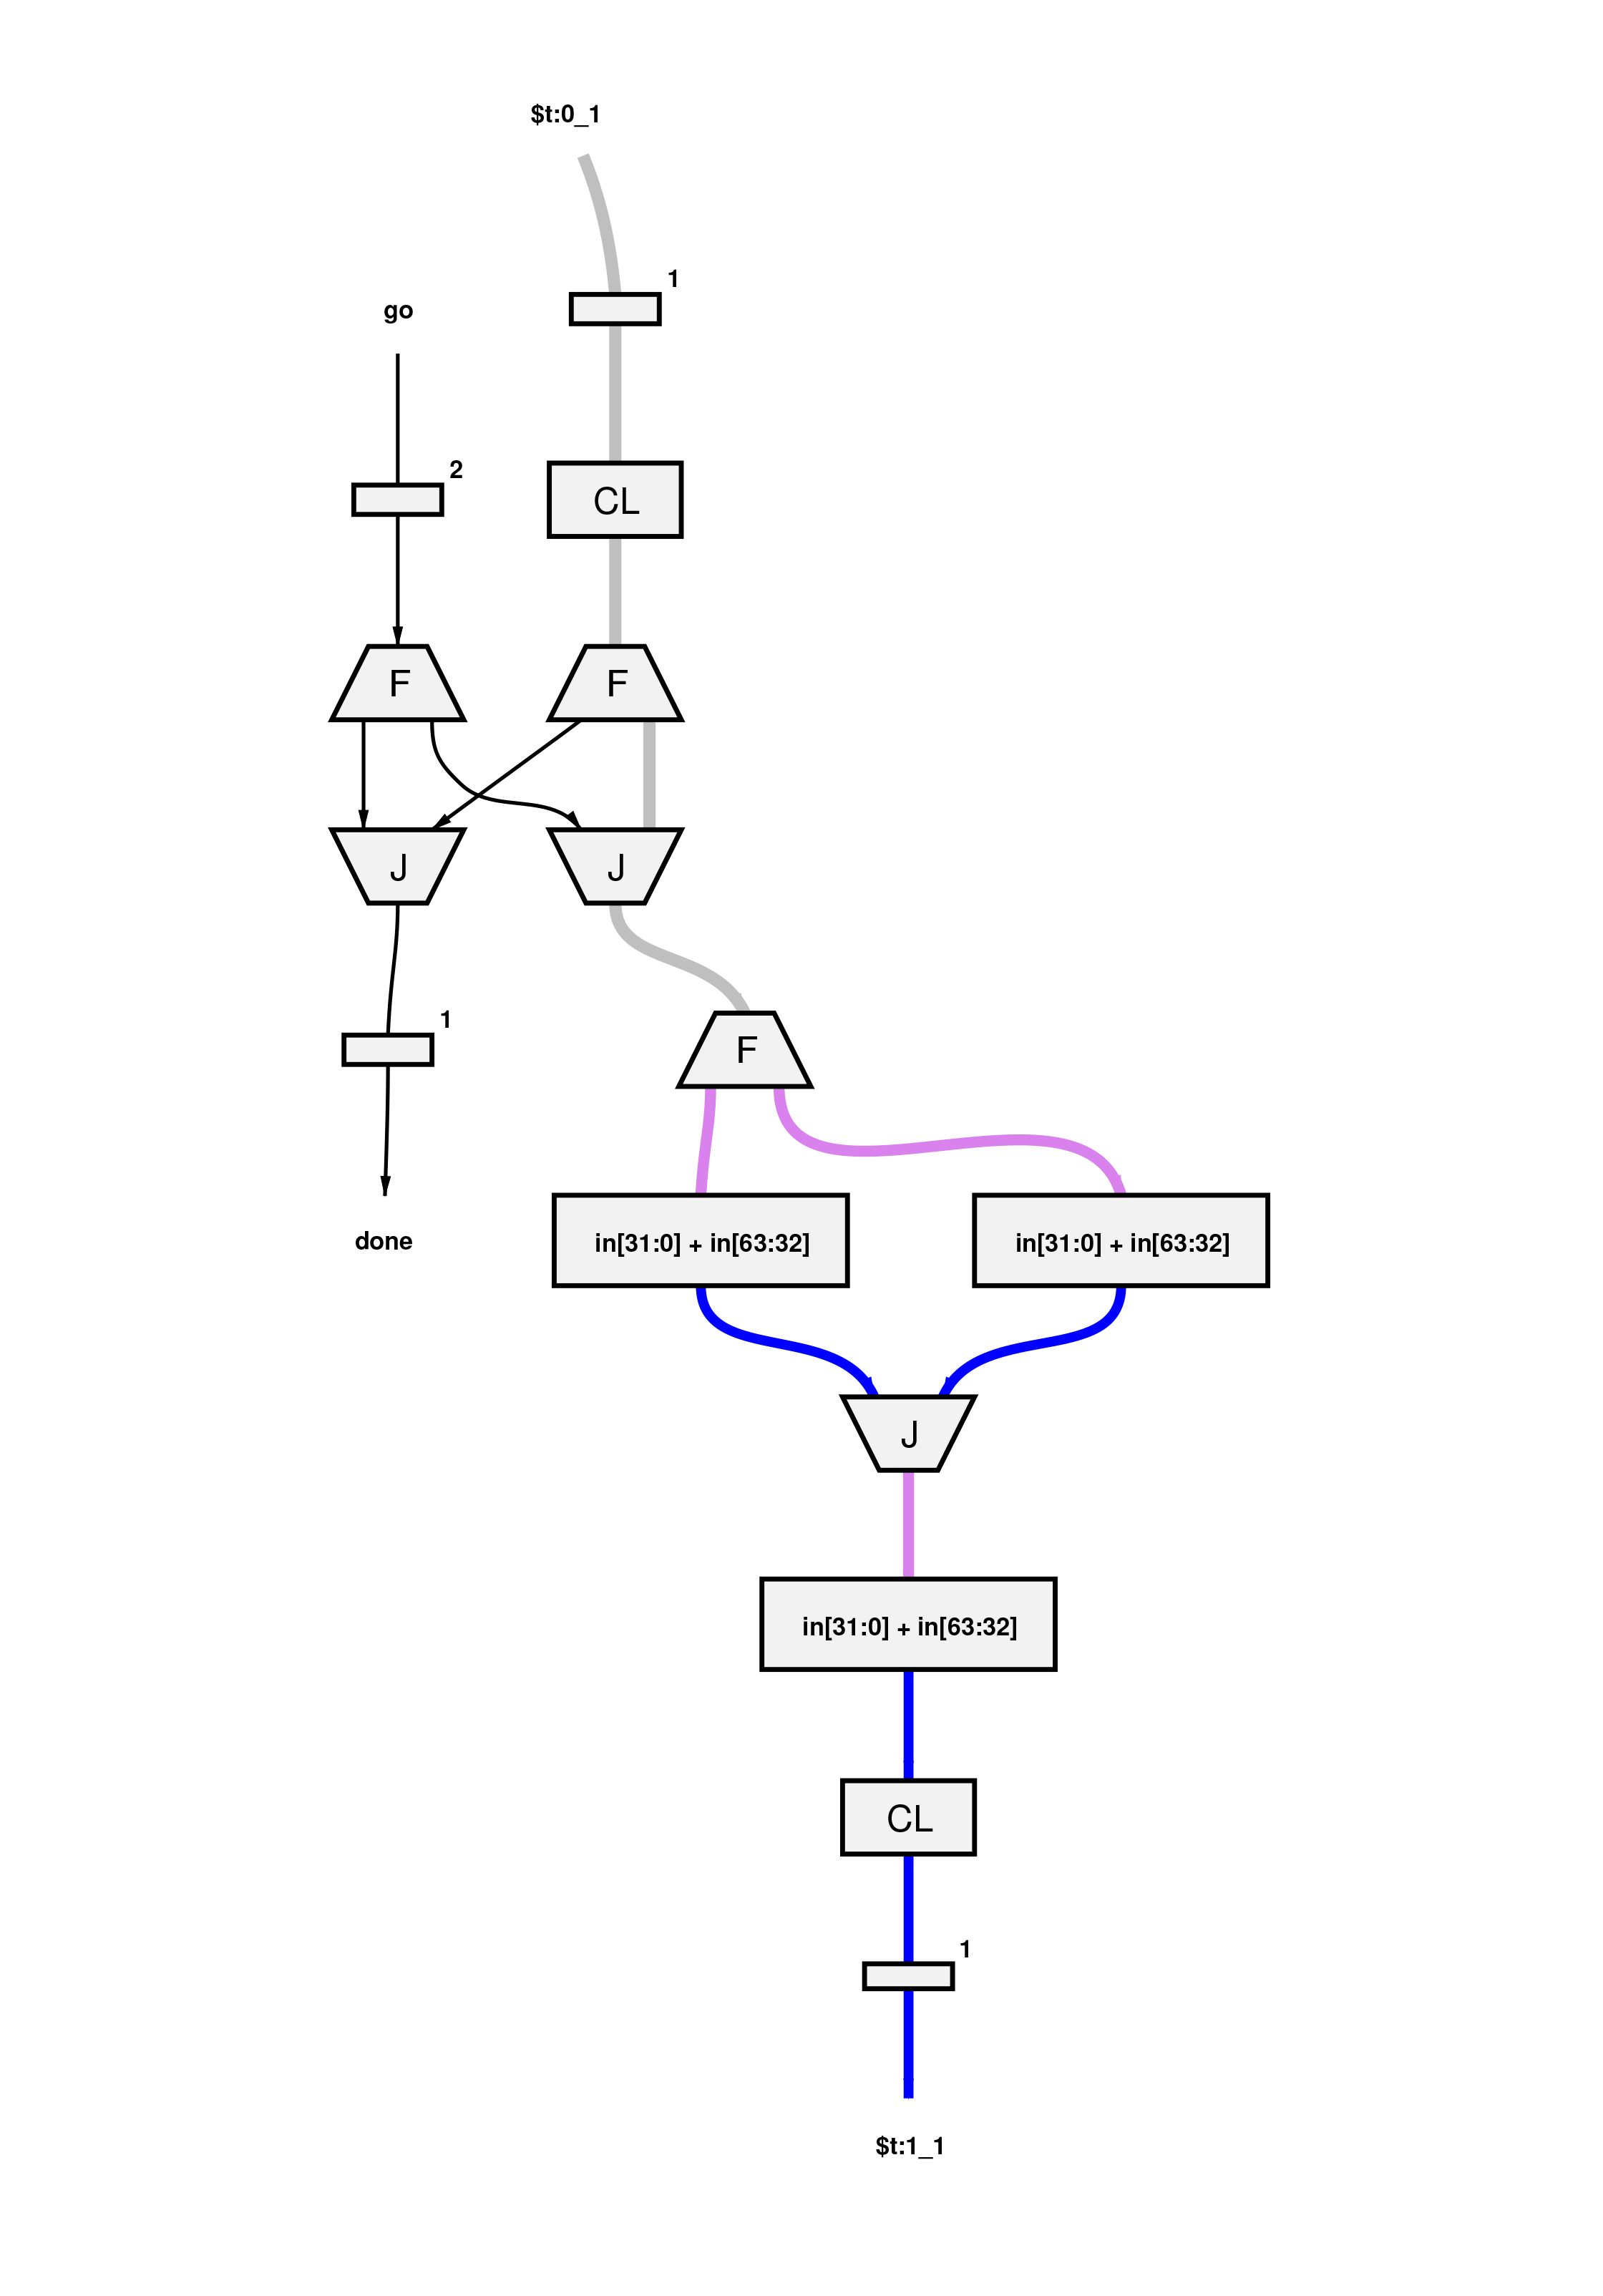 $t:0_1
1
go
2
CL
F
F
J
J
1
F
done
in[31:0] + in[63:32]
in[31:0] + in[63:32]
J
in[31:0] + in[63:32]
CL
1
$t:1_1